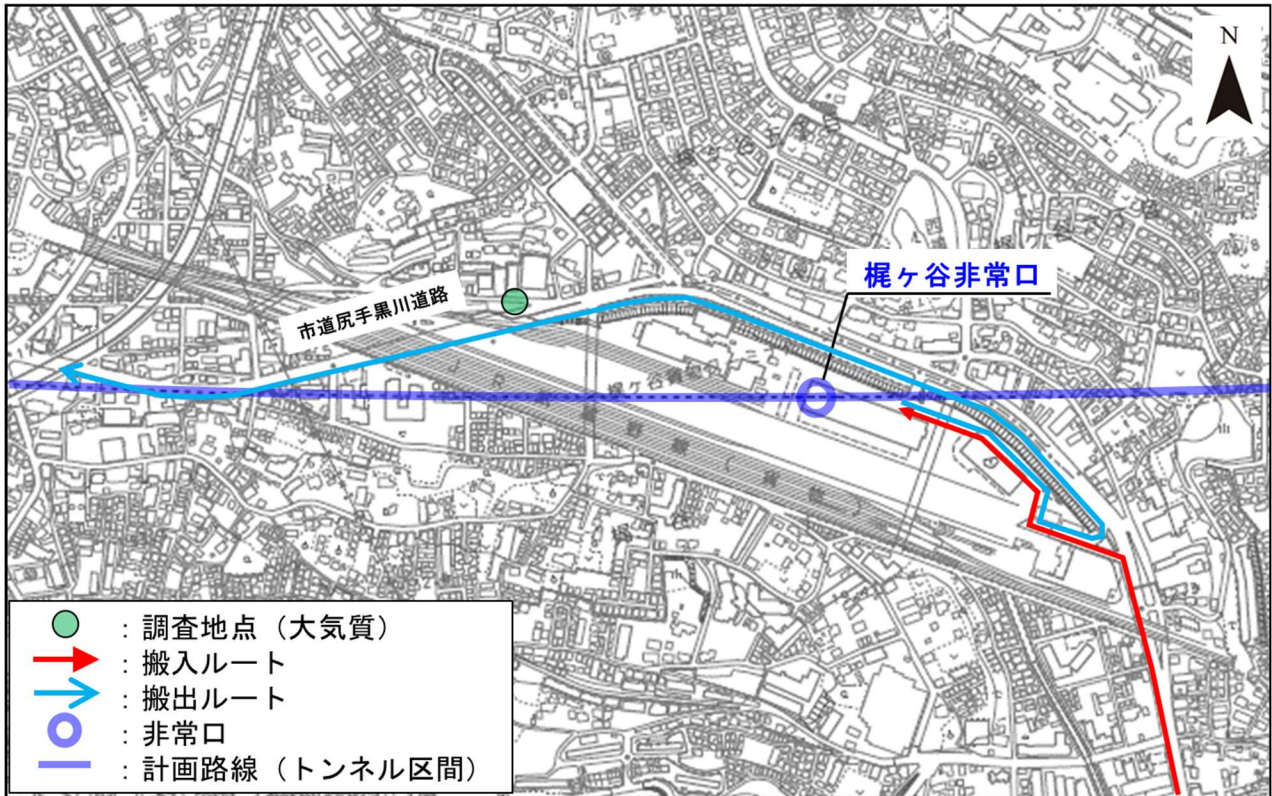 N
梶ヶ谷非常口
市道尻手黒川道路
: 調査地点（大気質）
: 搬入ルート
: 搬出ルート
: 非常口
: 計画路線（トンネル区間）